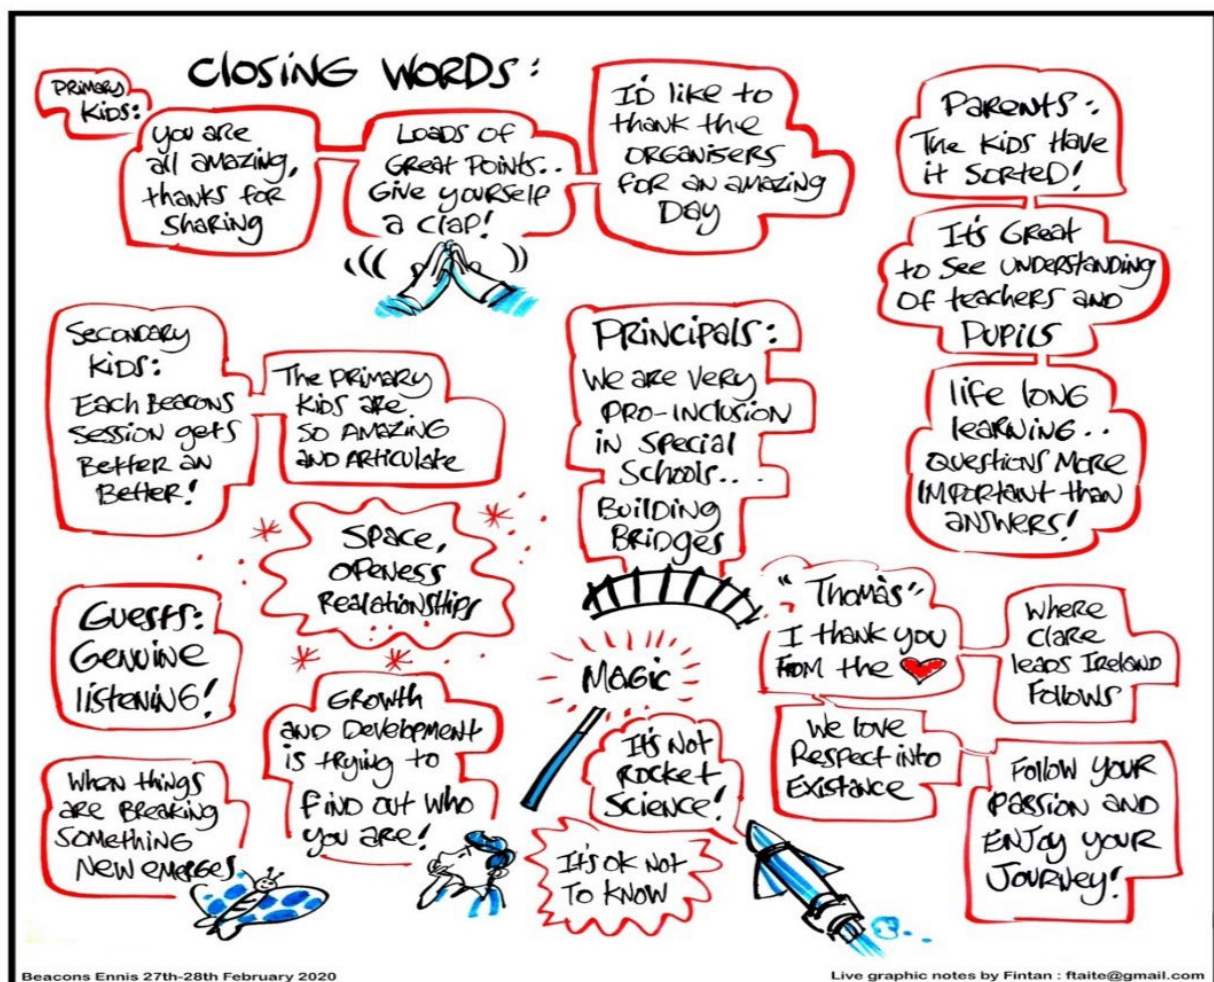 CLOSING WORDS:
PRIMARY
KIDS:
you are
all amazing,
thanks for
sharing
LOADS OF
GREAT POINTS..
Give yourself
a clap!
I'D like to
thank the
ORGANISERS
FOR an amazing
Day
PARENTS:
The KIDS HAVE
it SORTED!
It's Great
to see understanding
of teachers and
Pupils
life long
learning..
Questions More
IMPORTANT than
answers!
Secondary
Kids:
Each Beacons
Session gets
Better an
Better!
The Primary
Kids are
so AMAZING
and ARTICULATE
Principals:
We are very
PRO-INCLUSION
in special
Schools....
Building
Bridges
Space,
Openess
Realationships
Guests:
Genuine
listening!
MAGIC
"Thomàs"
I thank you
FROM the
where
Clare
leads Ireland
Follows
Growth
and Development
is trying to
find out who
you are!
It's Not
Rocket
Science!
We love
Respect into
Existance
Follow your
passion and
ENJOY your
Journey!
When things
are Breaking
Something
New emerges
It's ok Not
To Know
Beacons Ennis 27th-28th February 2020
Live graphic notes by Fintan : ftaite@gmail.com